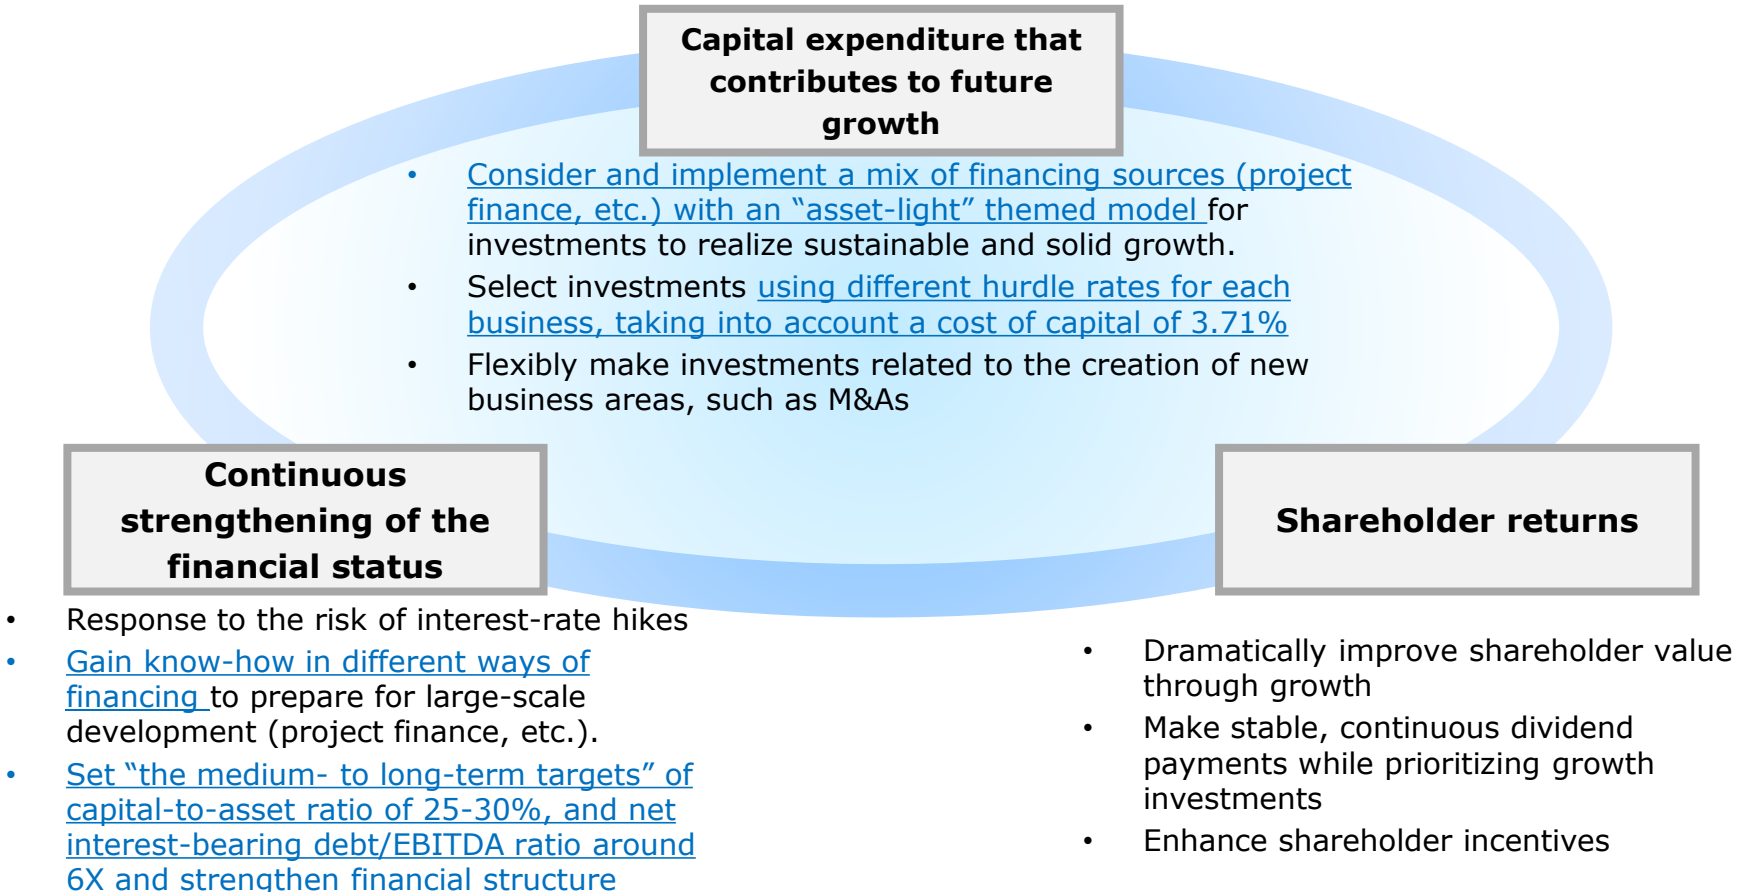 Capital expenditure that
contributes to future
growth
• Consider and implement a mix of financing sources (project
finance, etc.) with an “asset-light” themed model for
investments to realize sustainable and solid growth.
• Select investments using different hurdle rates for each
business, taking into account a cost of capital of 3.71%
• Flexibly make investments related to the creation of new
business areas, such as M&As
Continuous
strengthening of the
financial status
• Response to the risk of interest-rate hikes
• Gain know-how in different ways of
financing to prepare for large-scale
development (project finance, etc.).
• Set “the medium- to long-term targets” of
capital-to-asset ratio of 25-30%, and net
interest-bearing debt/EBITDA ratio around
6X and strengthen financial structure
Shareholder returns
• Dramatically improve shareholder value
through growth
• Make stable, continuous dividend
payments while prioritizing growth
investments
• Enhance shareholder incentives